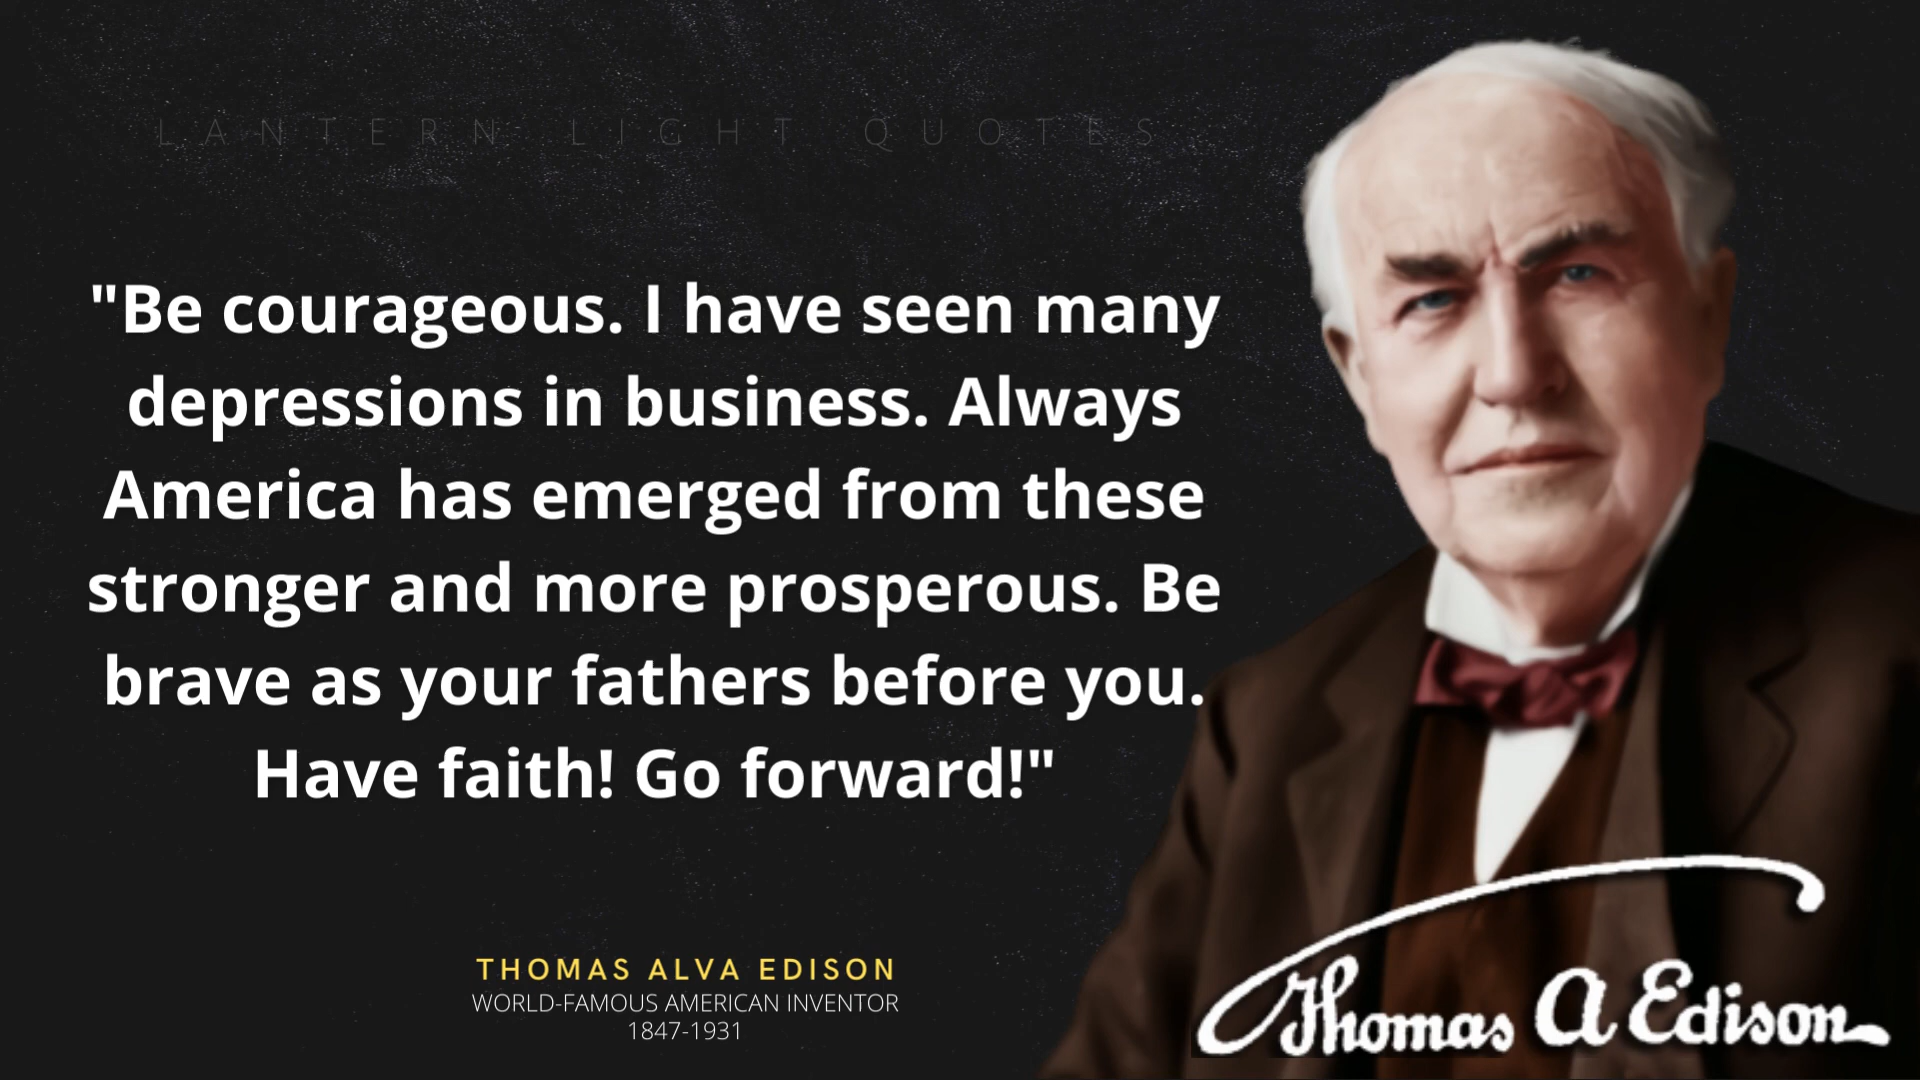 LANTERN LIGHT QUOTES
"Be courageous. I have seen many
depressions in business. Always
America has emerged from these
stronger and more prosperous. Be
brave as your fathers before you.
Have faith! Go forward!"
THOMAS ALVA EDISON
WORLD-FAMOUS AMERICAN INVENTOR
1847-1931
Thomas A Edison